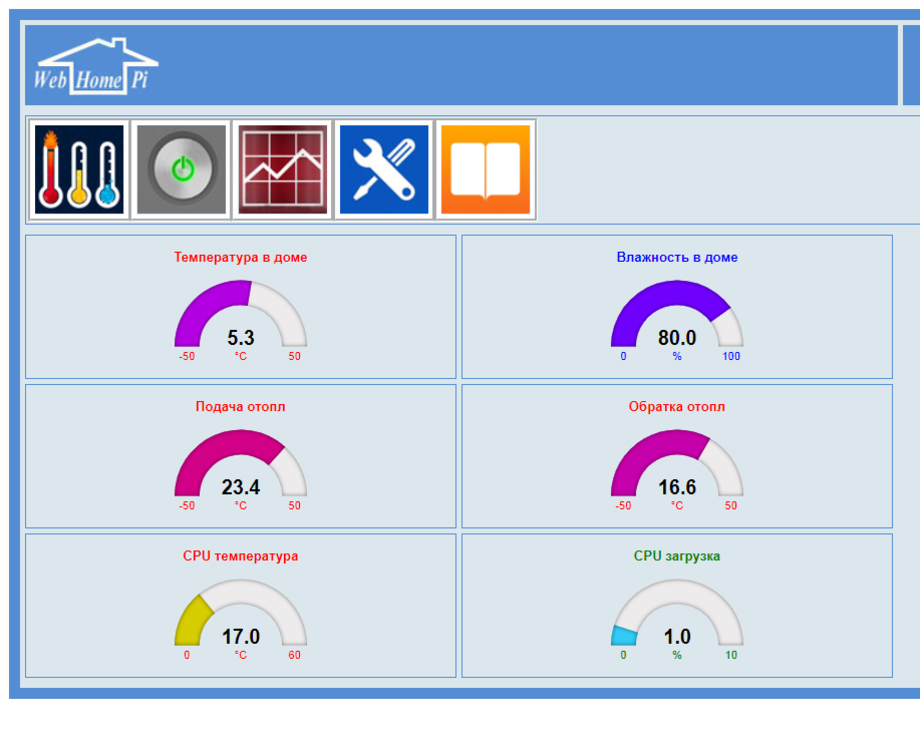 Web Home Pi
Температура в доме
5.3
-50 °C 50
Влажность в доме
80.0
0 % 100
Подача отопл
23.4
-50 °C 50
Обратка отопл
16.6
-50 °C 50
CPU температура
17.0
0 °C 60
CPU загрузка
1.0
0 % 10